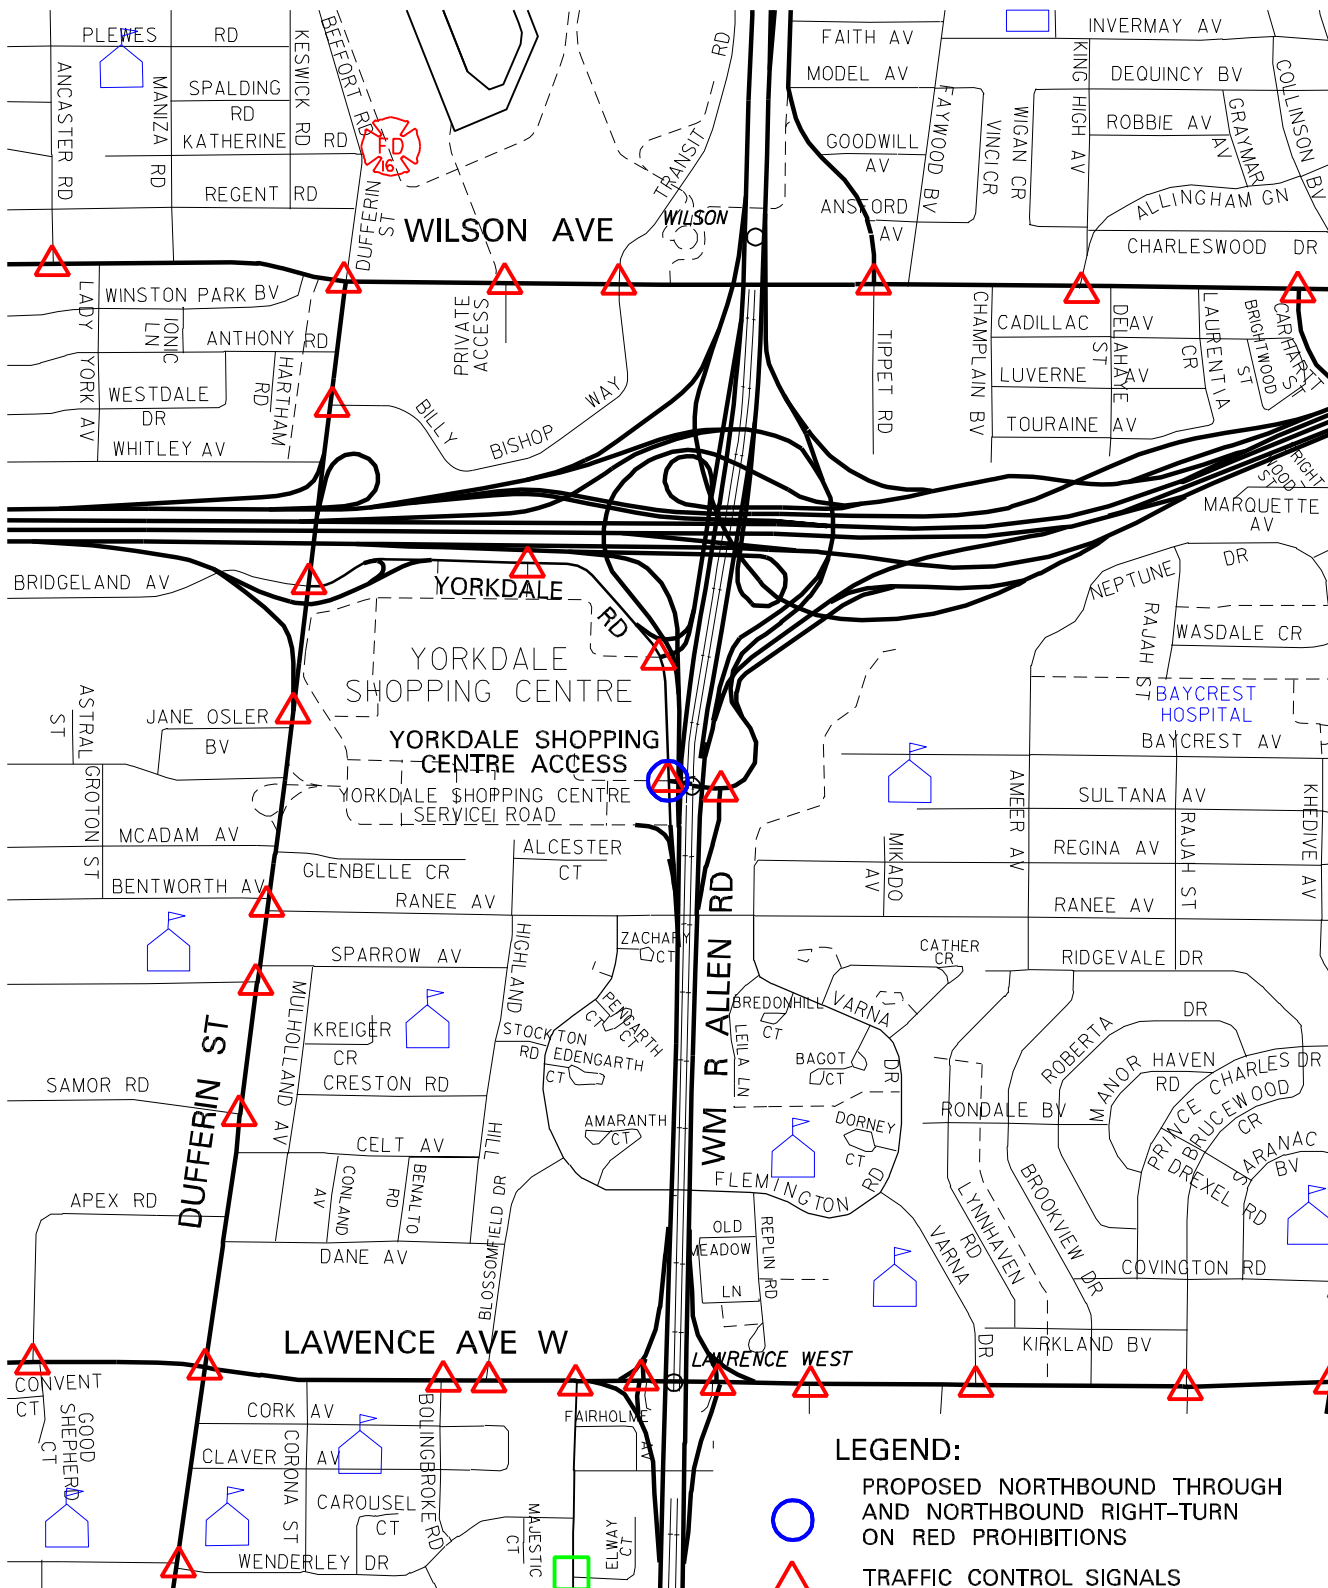 PLEWES
RD
MANIZA
RD
ANCASTER RD
SPALDING
RD
KESWICK RD
BEFFORT RD
KATHERINE
RD
REGENT
RD
FD
16
DUFFERIN
ST
WILSON AVE
TRANSIT
RD
WILSON
FAITH AV
MODEL AV
GOODWILL
AV
ANSFORD
AV
FAYWOOD BV
VINCI CR
WIGAN CR
KING HIGH AV
INVERMAY AV
DEQUINCY BV
ROBBIE AV
GRAYMAR
AV
COLLINSON BV
ALLINGHAM GN
CHARLESWOOD DR
LADY YORK AV
WINSTON PARK BV
IONIC
LN
ANTHONY RD
HARTHAM
RD
WESTDALE
DR
WHITLEY AV
PRIVATE
ACCESS
BILLY
BISHOP
WAY
TIPPET RD
CHAMPLAIN BV
CADILLAC AV
DELAHAYE
ST
LUVERNE AV
TOURAINE AV
LAURENTIA
CR
BRIGHTWOOD
ST
CARHARTT
ST
MARQUETTE
AV
BRIDGELAND AV
YORKDALE
RD
YORKDALE
SHOPPING CENTRE
NEPTUNE
DR
RAJAH ST
WASDALE CR
BAYCREST
HOSPITAL
BAYCREST AV
ASTRAL
ST
JANE OSLER
BV
YORKDALE SHOPPING
CENTRE ACCESS
YORKDALE SHOPPING CENTRE
SERVICE ROAD
GROTON ST
MCADAM AV
GLENBELLE CR
BENTWORTH AV
RANEE AV
ALCESTER
CT
AMEER AV
SULTANA AV
REGINA AV
RAJAH ST
KHEDIVE AV
MIKADO
AV
RANEE AV
SPARROW AV
HIGHLAND
HILL
ZACHARY
CT
WM R ALLEN RD
CATHER
CR
RIDGEVALE DR
MULHOLLAND AV
KREIGER
CR
CRESTON RD
STOCKTON
RD
PENGARTH
CT
CT
EDENGARTH
CT
BREDONHILL
CT
LEILA LN
VARNA
DR
BAGOT
CT
AMARANTH
CT
DORNEY
CT
ROBERTA
DR
MANOR HAVEN
RD
PRINCE CHARLES DR
BRUCEWOOD
CR
RONDALE BV
DREXEL RD
SARANAC
BV
SAMOR RD
DUFFERIN ST
CELT AV
CONLAND
AV
BENALTO
RD
APEX RD
DANE AV
BLOSSOMFIELD DR
FLEMINGTON
RD
OLD
MEADOW
LN
REPLIN RD
VARNA
DR
LYNNHAVEN
RD
BROOKVIEW DR
COVINGTON RD
KIRKLAND BV
LAWENCE AVE W
LAWRENCE WEST
CONVENT
CT
GOOD
SHEPHERD
CT
CORK AV
CLAVER AV
CORONA ST
BOLINGBROKE RD
CAROUSEL
CT
WENDERLEY DR
FAIRHOLME
AV
MAJESTIC
CT
ELWAY
CT
LEGEND:
PROPOSED NORTHBOUND THROUGH
AND NORTHBOUND RIGHT-TURN
ON RED PROHIBITIONS
TRAFFIC CONTROL SIGNALS